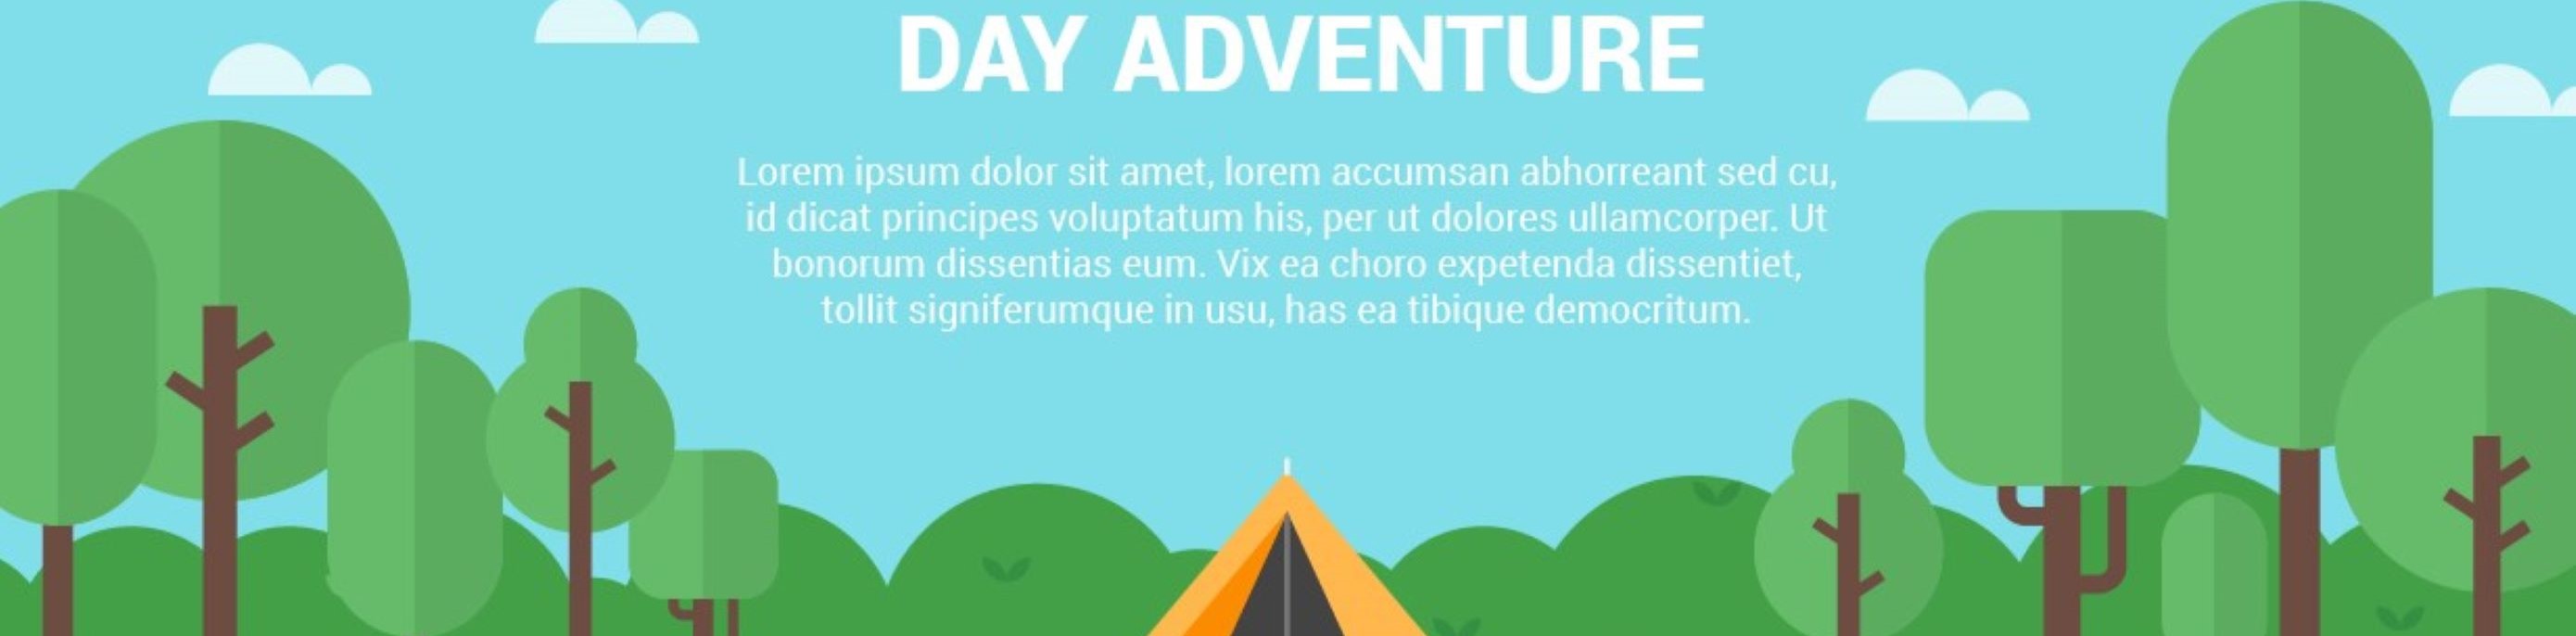 DAY ADVENTURE
Lorem ipsum dolor sit amet, lorem accumsan abhorreant sed cu,
id dicat principes voluptatum his, per ut dolores ullamcorper. Ut
bonorum dissentias eum. Vix ea choro expetenda dissentiet,
tollit signiferumque in usu, has ea tibique democritum.